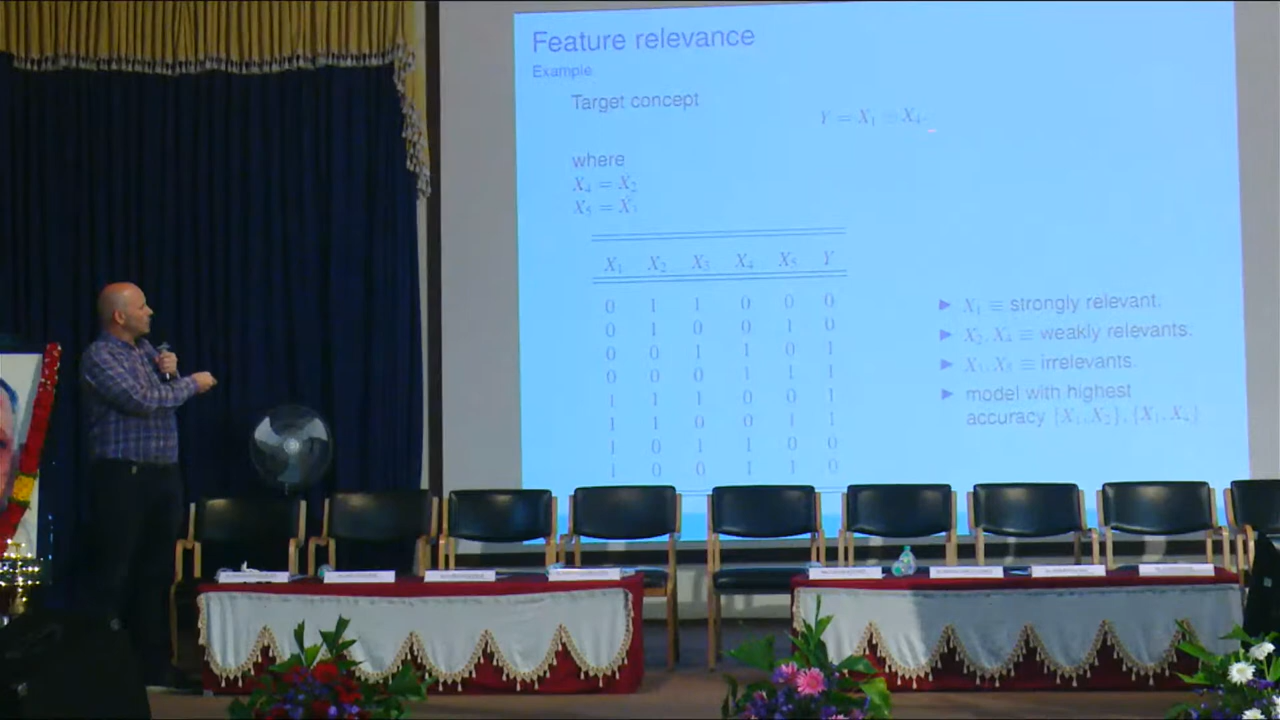 Feature relevance
Example
Target concept
Y = X₁ ⊕ X₄.
where
X₄ = X̄₂
X₅ = X̄₃
X₁ X₂ X₃ X₄ X₅ Y
0 1 1 0 0 0
0 1 0 0 1 0
0 0 1 1 0 1
0 0 0 1 1 1
1 1 1 0 0 1
1 1 0 0 1 1
1 0 1 1 0 0
1 0 0 1 1 0
► X₁ ≡ strongly relevant.
► X₂, X₄ ≡ weakly relevants.
► X₃, X₅ ≡ irrelevants.
► model with highest
accuracy {X₁, X₂}, {X₁, X₄}